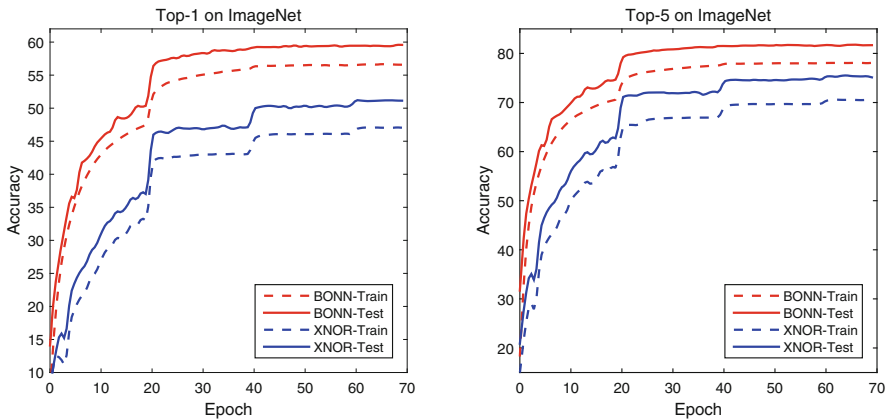 Top-1 on ImageNet
Accuracy
60
55
50
45
40
35
30
25
20
15
10
0 10 20 30 40 50 60 70
Epoch
BONN-Train
BONN-Test
XNOR-Train
XNOR-Test
Top-5 on ImageNet
Accuracy
80
70
60
50
40
30
20
0 10 20 30 40 50 60 70
Epoch
BONN-Train
BONN-Test
XNOR-Train
XNOR-Test